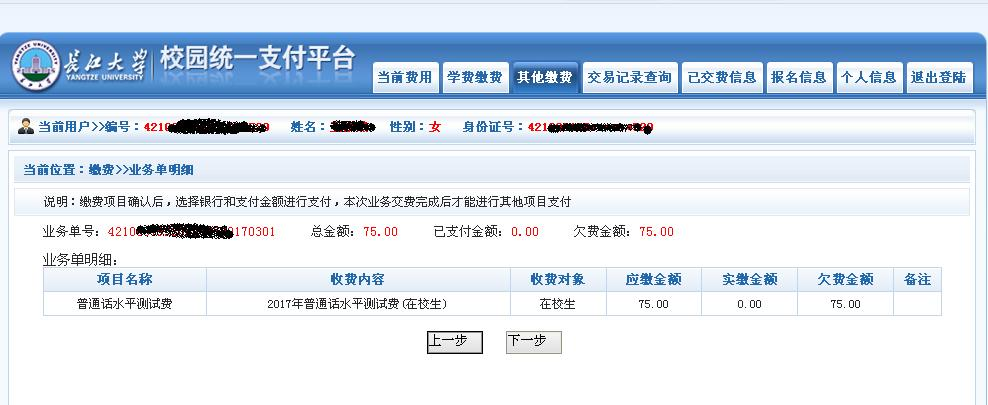 长江大学 校园统一支付平台
YANGTZE UNIVERSITY
当前费用 学费缴费 其他缴费 交易记录查询 已交费信息 报名信息 个人信息 退出登陆
当前用户>>编号: 姓名: 性别:女 身份证号:
当前位置:缴费>>业务单明细
说明:缴费项目确认后,选择银行和支付金额进行支付,本次业务交费完成后才能进行其他项目支付
业务单号: 总金额:75.00 已支付金额:0.00 欠费金额:75.00
业务单明细:
项目名称 收费内容 收费对象 应缴金额 实缴金额 欠费金额 备注
普通话水平测试费 2017年普通话水平测试费(在校生) 在校生 75.00 0.00 75.00
上一步 下一步